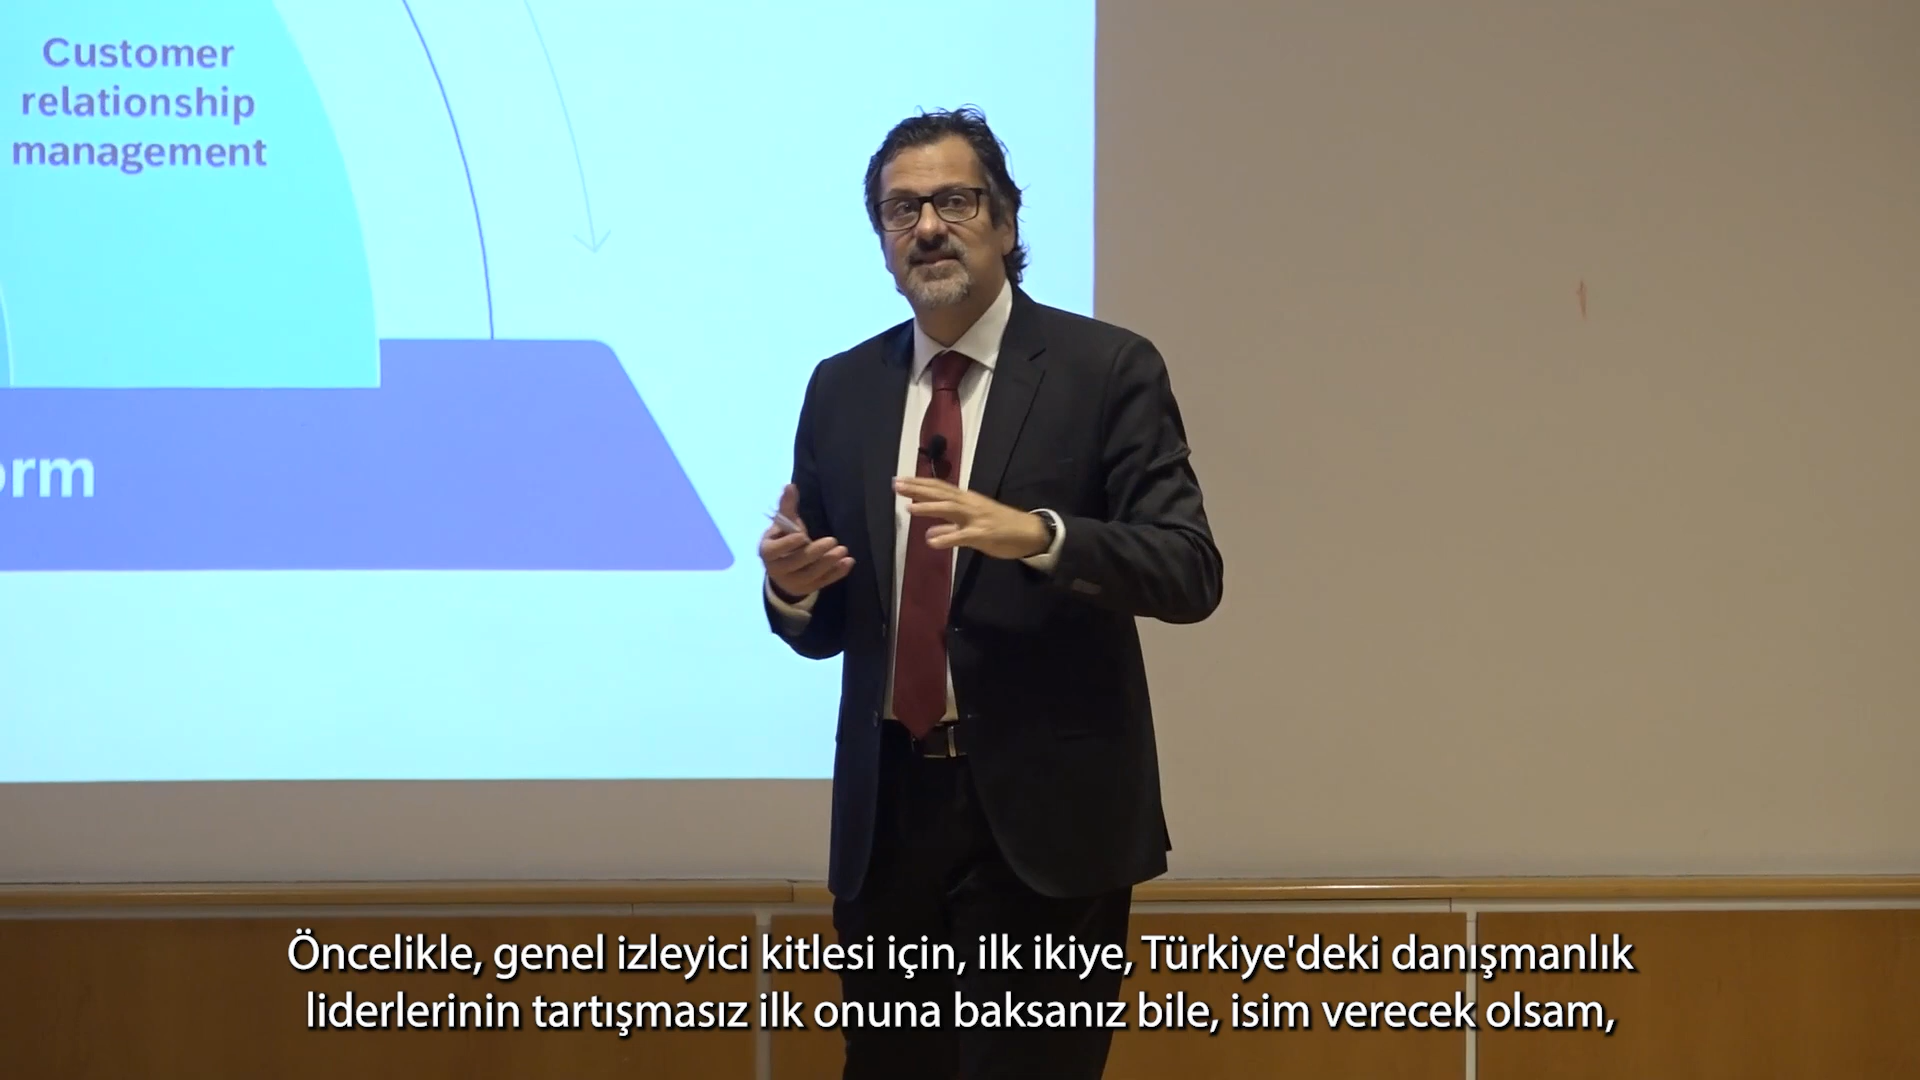 Customer
relationship
management
orm
Öncelikle, genel izleyici kitlesi için, ilk ikiye, Türkiye'deki danışmanlık
liderlerinin tartışmasız ilk onuna baksanız bile, isim verecek olsam,